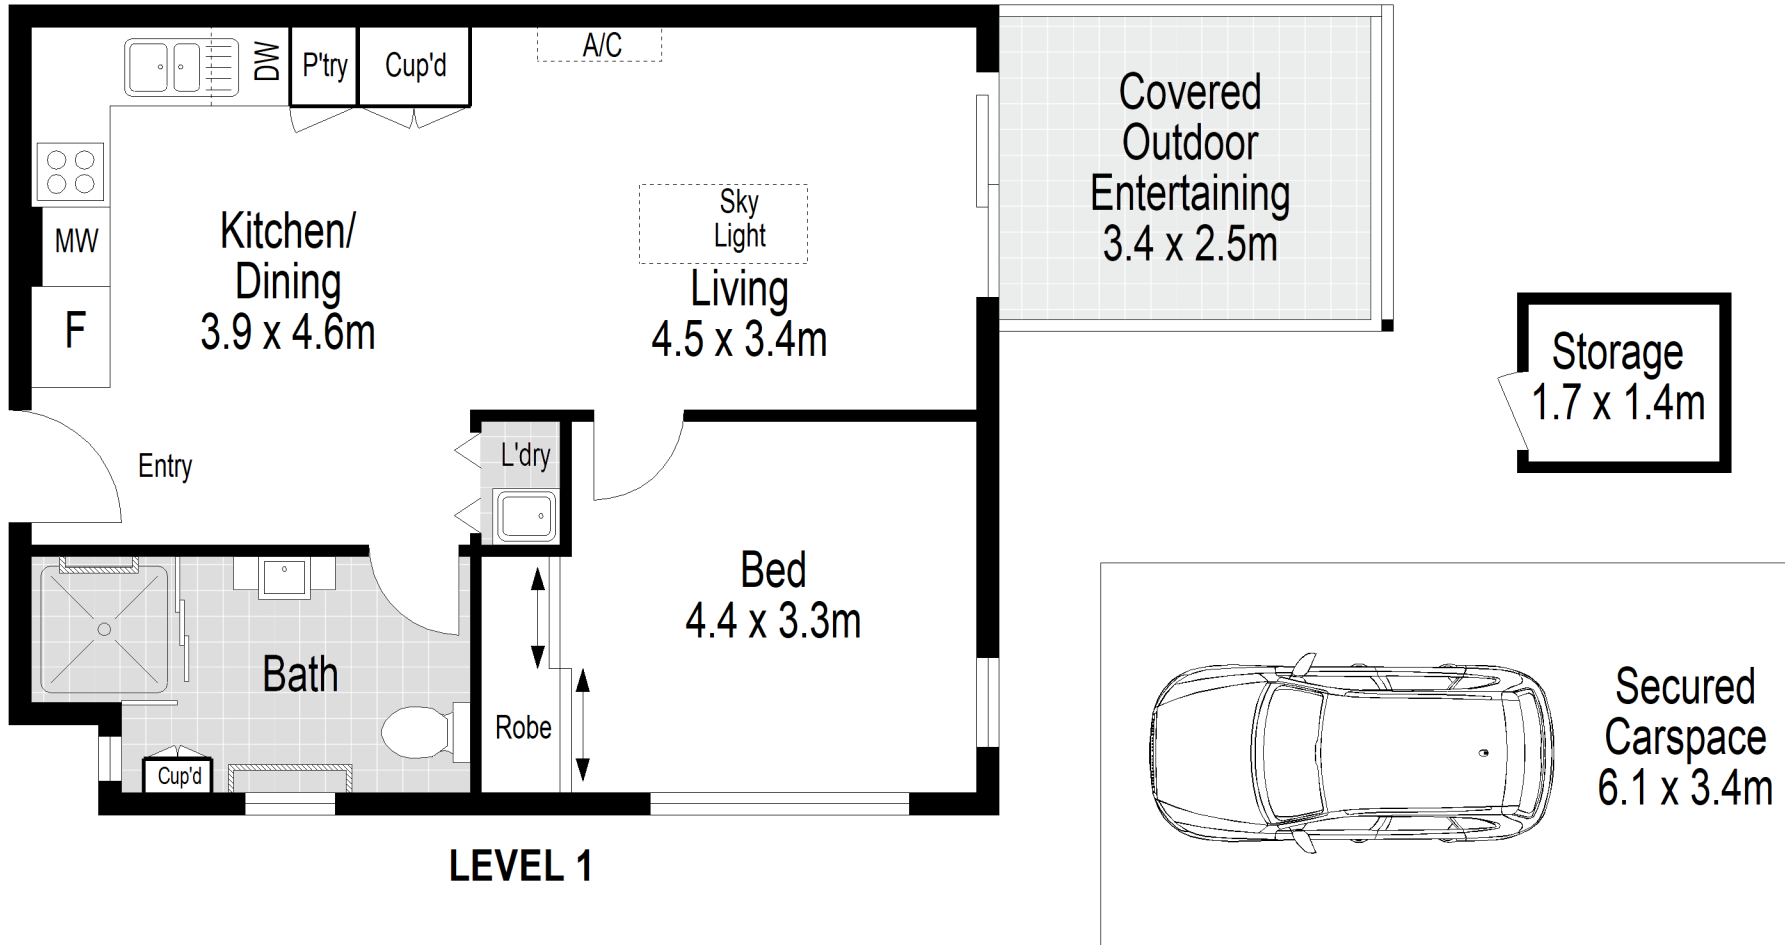 DW
P'try
Cup'd
A/C
Covered
Outdoor
Entertaining
3.4 x 2.5m
Sky
Light
MW
Kitchen/
Dining
3.9 x 4.6m
Living
4.5 x 3.4m
F
Storage
1.7 x 1.4m
Entry
L'dry
Bed
4.4 x 3.3m
Bath
Robe
Cup'd
Secured
Carspace
6.1 x 3.4m
LEVEL 1